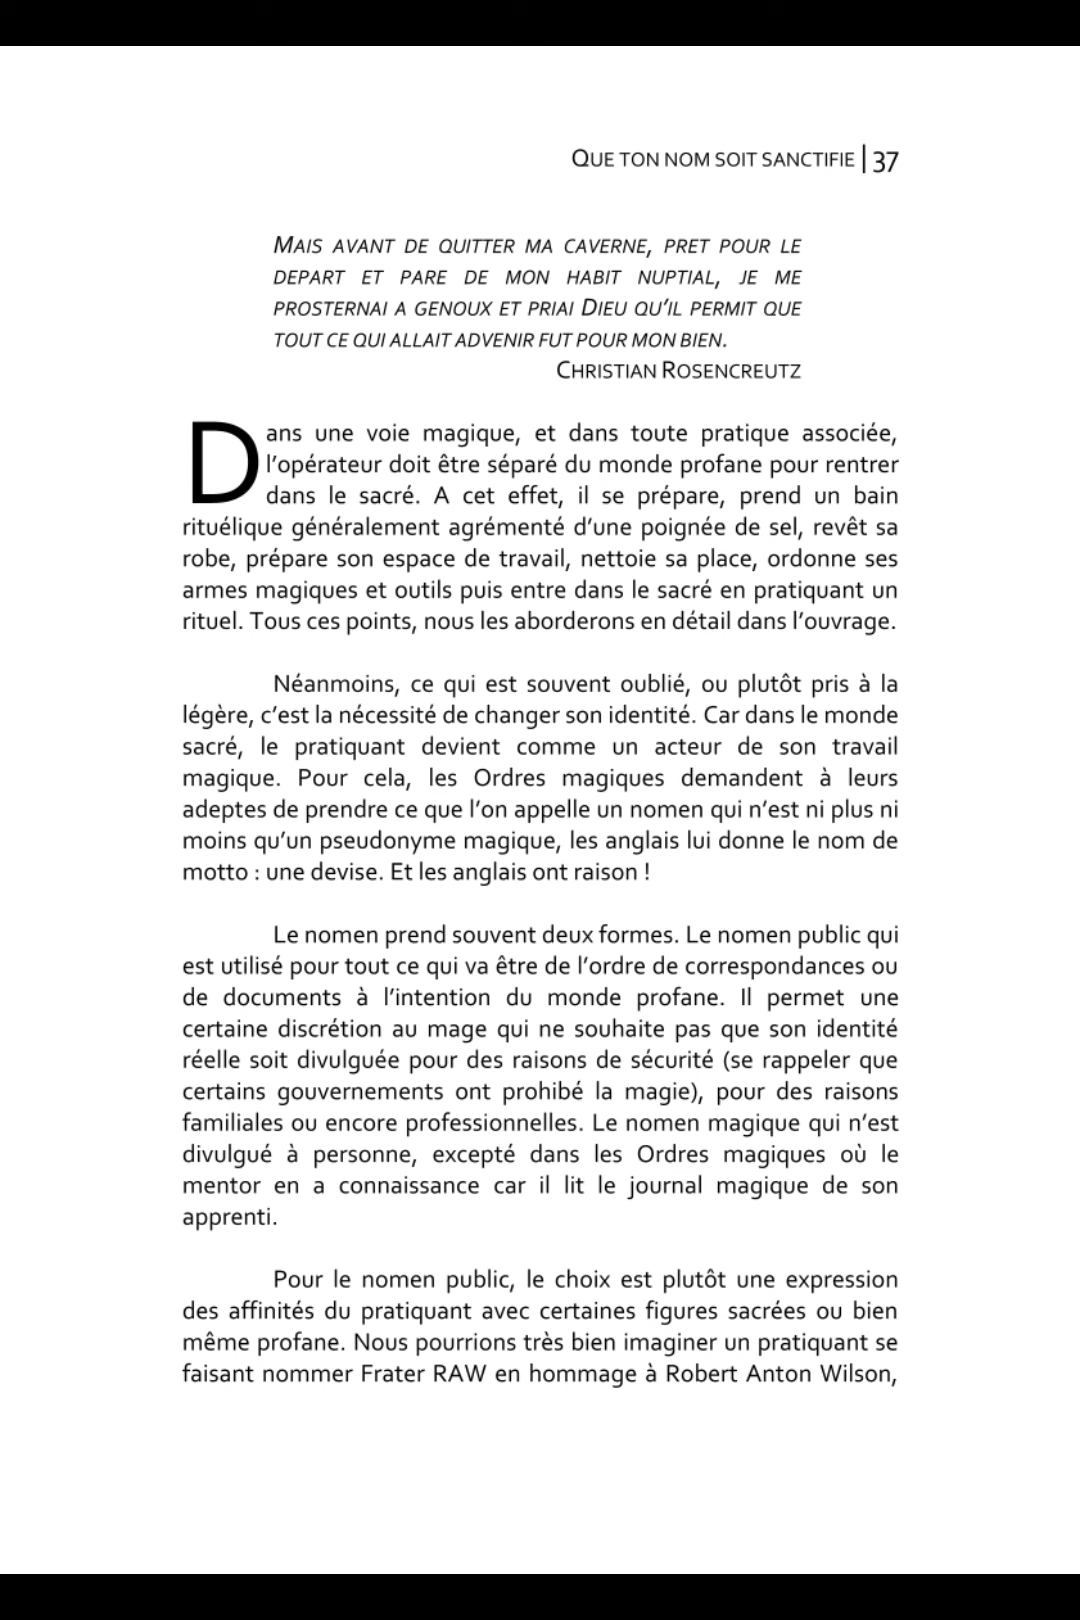 QUE TON NOM SOIT SANCTIFIE | 37
MAIS AVANT DE QUITTER MA CAVERNE, PRET POUR LE
DEPART ET PARE DE MON HABIT NUPTIAL, JE ME
PROSTERNAI A GENOUX ET PRIAI DIEU QU'IL PERMIT QUE
TOUT CE QUI ALLAIT ADVENIR FUT POUR MON BIEN.
CHRISTIAN ROSENCREUTZ
Dans une voie magique, et dans toute pratique associée,
l'opérateur doit être séparé du monde profane pour rentrer
dans le sacré. A cet effet, il se prépare, prend un bain
rituélique généralement agrémenté d'une poignée de sel, revêt sa
robe, prépare son espace de travail, nettoie sa place, ordonne ses
armes magiques et outils puis entre dans le sacré en pratiquant un
rituel. Tous ces points, nous les aborderons en détail dans l'ouvrage.
Néanmoins, ce qui est souvent oublié, ou plutôt pris à la
légère, c'est la nécessité de changer son identité. Car dans le monde
sacré, le pratiquant devient comme un acteur de son travail
magique. Pour cela, les Ordres magiques demandent à leurs
adeptes de prendre ce que l'on appelle un nomen qui n'est ni plus ni
moins qu'un pseudonyme magique, les anglais lui donne le nom de
motto : une devise. Et les anglais ont raison !
Le nomen prend souvent deux formes. Le nomen public qui
est utilisé pour tout ce qui va être de l'ordre de correspondances ou
de documents à l'intention du monde profane. Il permet une
certaine discrétion au mage qui ne souhaite pas que son identité
réelle soit divulguée pour des raisons de sécurité (se rappeler que
certains gouvernements ont prohibé la magie), pour des raisons
familiales ou encore professionnelles. Le nomen magique qui n'est
divulgué à personne, excepté dans les Ordres magiques où le
mentor en a connaissance car il lit le journal magique de son
apprenti.
Pour le nomen public, le choix est plutôt une expression
des affinités du pratiquant avec certaines figures sacrées ou bien
même profane. Nous pourrions très bien imaginer un pratiquant se
faisant nommer Frater RAW en hommage à Robert Anton Wilson,